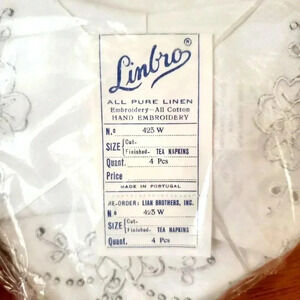 Linbro®
ALL PURE LINEN
Embroidery—All Cotton
HAND EMBROIDERY
N.o 425 W
SIZE { Cut-
Finished- TEA NAPKINS
Quant. 4 Pcs
Price
MADE IN PORTUGAL
RE-ORDER: LIAN BROTHERS, INC.
N.o 425 W
SIZE { Cut-
Finished- TEA NAPKINS
Quant. 4 Pcs